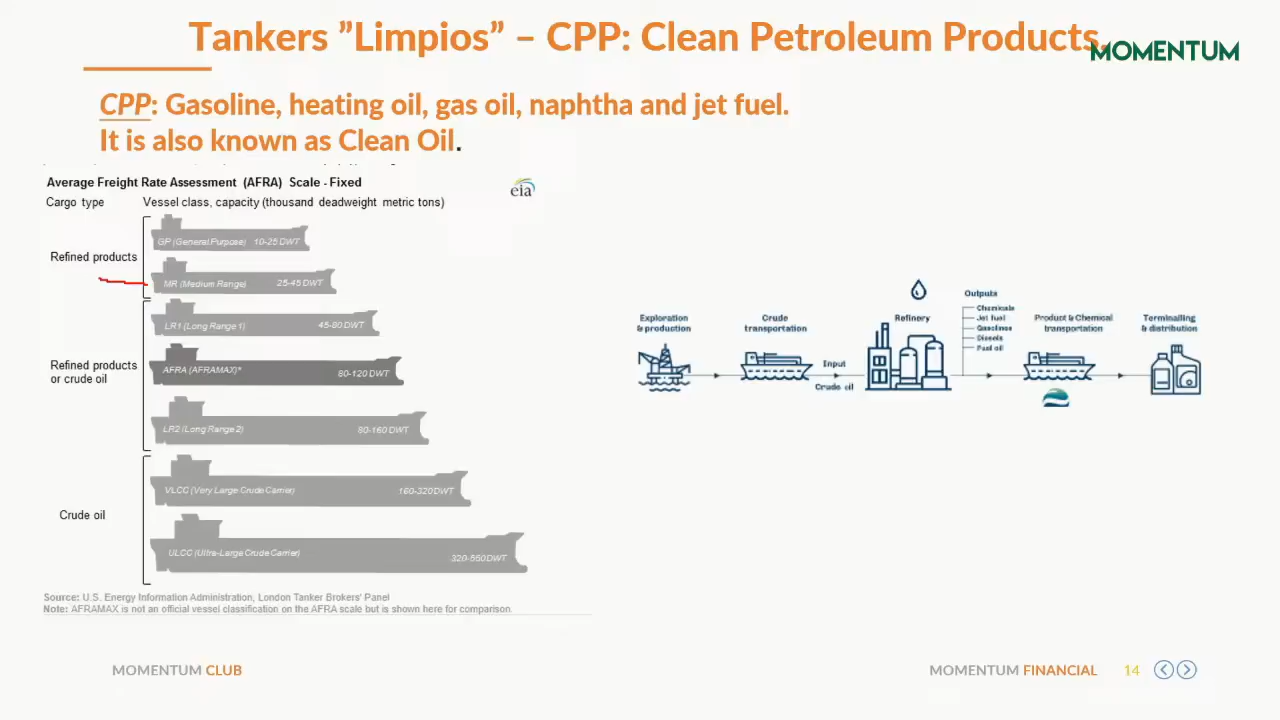 Tankers ”Limpios” – CPP: Clean Petroleum Products.
MOMENTUM
CPP: Gasoline, heating oil, gas oil, naphtha and jet fuel.
It is also known as Clean Oil.
Average Freight Rate Assessment (AFRA) Scale - Fixed
eia
Cargo type
Vessel class, capacity (thousand deadweight metric tons)
Refined products
GP (General Purpose) 10-25 DWT
MR (Medium Range) 25-45 DWT
Refined products
or crude oil
LR1 (Long Range 1) 45-80 DWT
AFRA (AFRAMAX)* 80-120 DWT
LR2 (Long Range 2) 80-160 DWT
Crude oil
VLCC (Very Large Crude Carrier) 160-320DWT
ULCC (Ultra-Large Crude Carrier) 320-550DWT
Source: U.S. Energy Information Administration, London Tanker Brokers' Panel
Note: AFRAMAX is not an official vessel classification on the AFRA scale but is shown here for comparison.
Exploration
& production
Crude
transportation
Input
Crude oil
Refinery
Outputs
Chemicals
Jet fuel
Gasolines
Diesels
Fuel oil
Product & Chemical
transportation
Terminalling
& distribution
MOMENTUM CLUB
MOMENTUM FINANCIAL
14